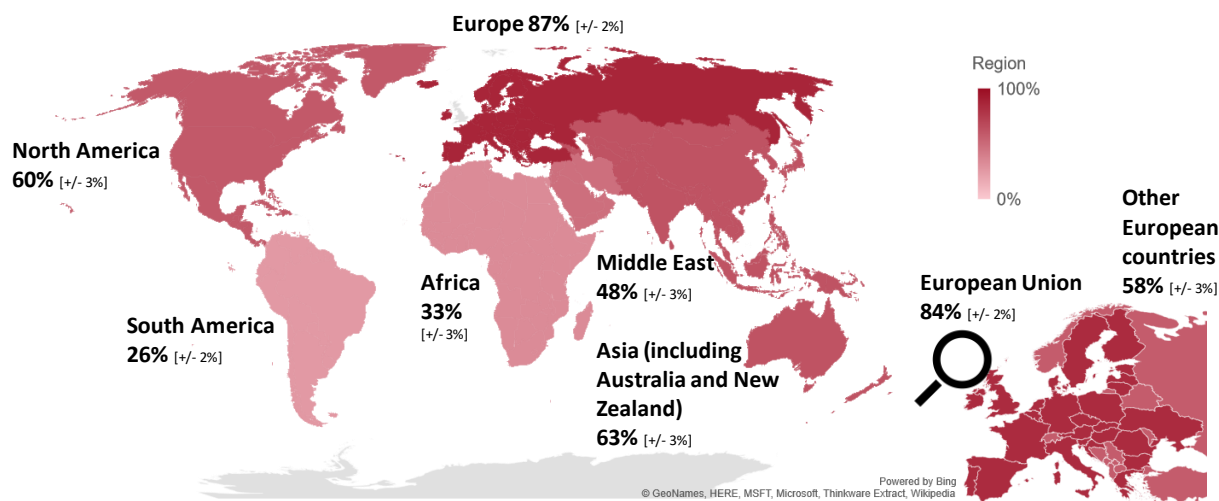 Europe 87% [+/- 2%]
Region
100%
0%
North America
60% [+/- 3%]
Other
European
countries
58% [+/- 3%]
Africa
33%
[+/- 3%]
Middle East
48% [+/- 3%]
European Union
84% [+/- 2%]
South America
26% [+/- 2%]
Asia (including
Australia and New
Zealand)
63% [+/- 3%]
Powered by Bing
© GeoNames, HERE, MSFT, Microsoft, Thinkware Extract, Wikipedia